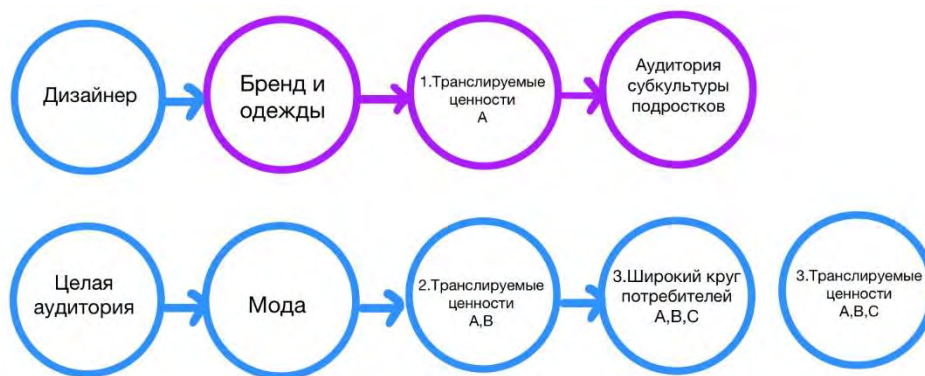 Дизайнер
Бренд и
одежды
1.Транслируемые
ценности
А
Аудитория
субкультуры
подростков
Целая
аудитория
Мода
2.Транслируемые
ценности
А,В
3.Широкий круг
потребителей
А,В,С
3.Транслируемые
ценности
А,В,С